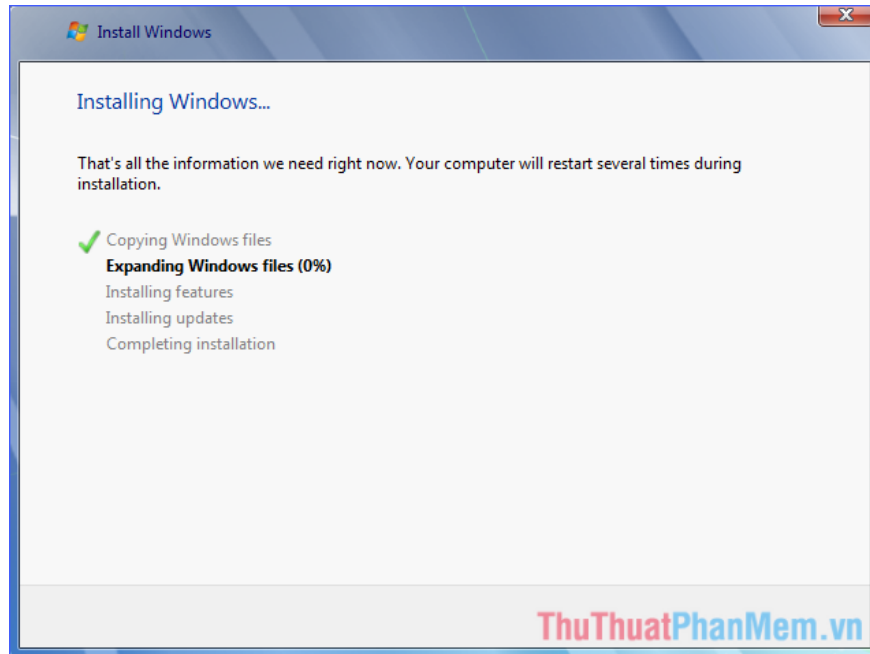 Install Windows
Installing Windows...
That's all the information we need right now. Your computer will restart several times during
installation.
Copying Windows files
Expanding Windows files (0%)
Installing features
Installing updates
Completing installation
ThuThuatPhanMem.vn